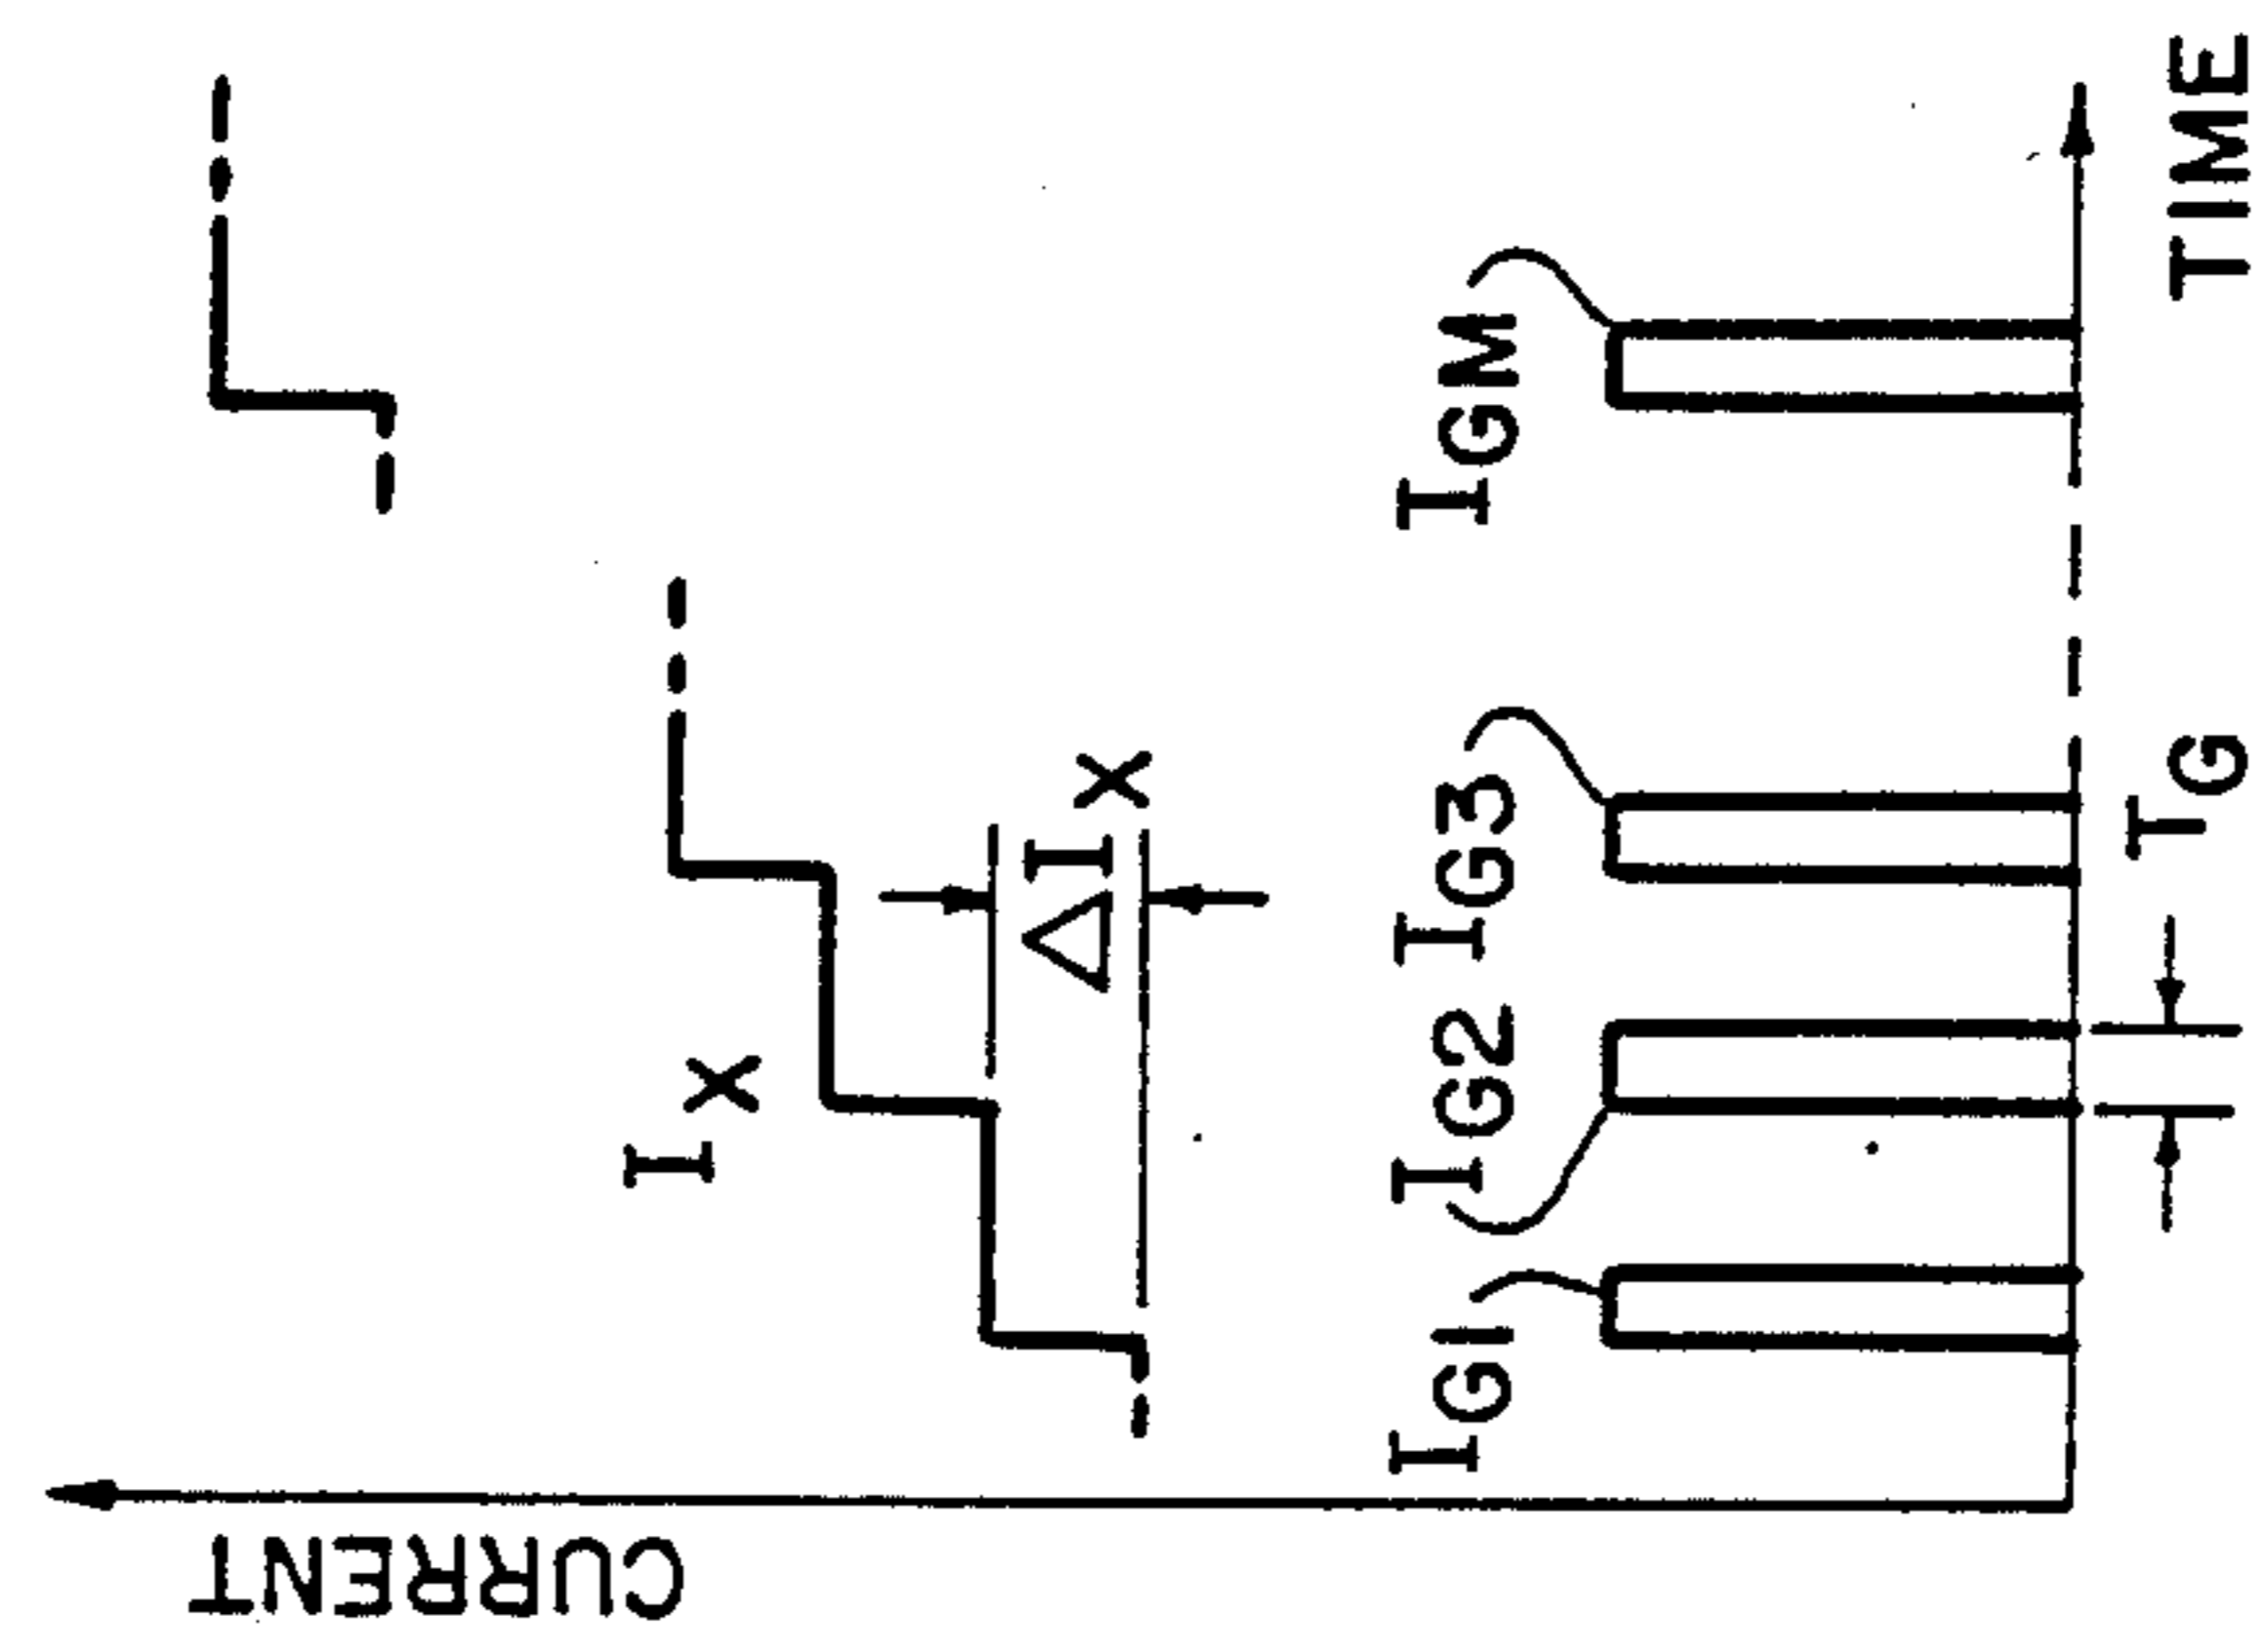 CURRENT
IX
ΔIX
IG1
IG2
IG3
IGM
TG
TIME